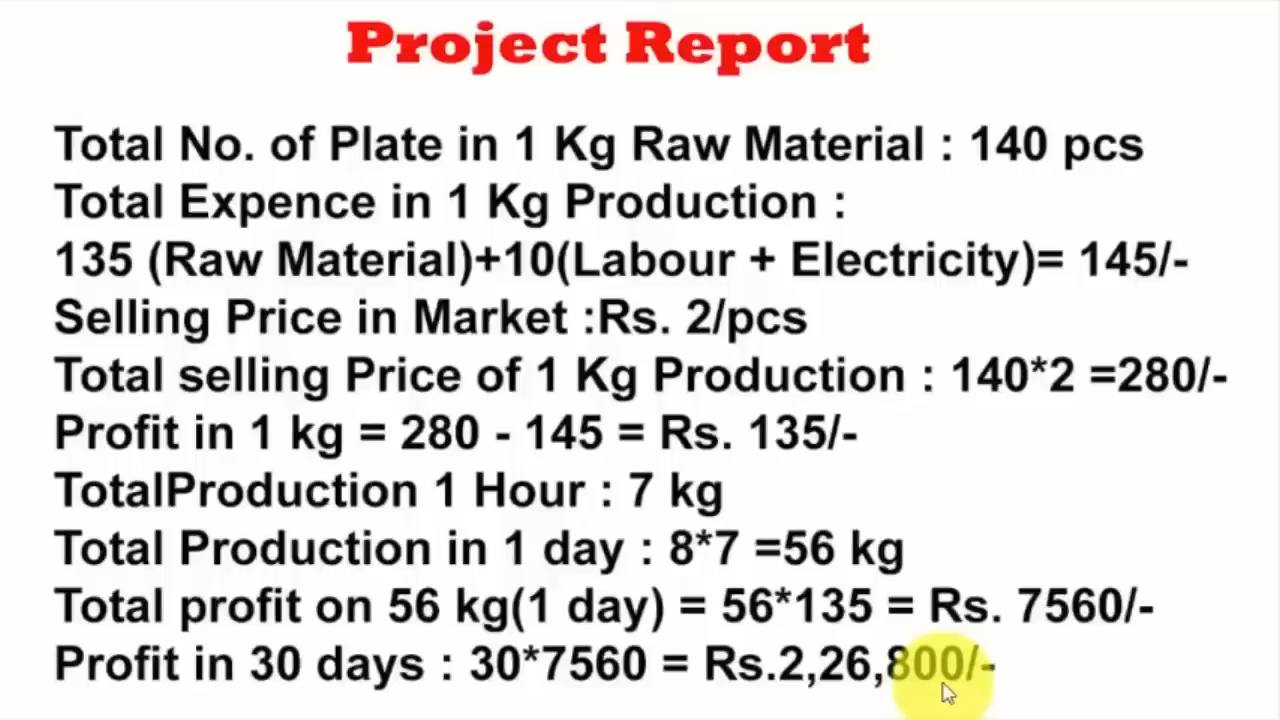 Project Report
Total No. of Plate in 1 Kg Raw Material : 140 pcs
Total Expence in 1 Kg Production :
135 (Raw Material)+10(Labour + Electricity)= 145/-
Selling Price in Market :Rs. 2/pcs
Total selling Price of 1 Kg Production : 140*2 =280/-
Profit in 1 kg = 280 - 145 = Rs. 135/-
TotalProduction 1 Hour : 7 kg
Total Production in 1 day : 8*7 =56 kg
Total profit on 56 kg(1 day) = 56*135 = Rs. 7560/-
Profit in 30 days : 30*7560 = Rs.2,26,800/-